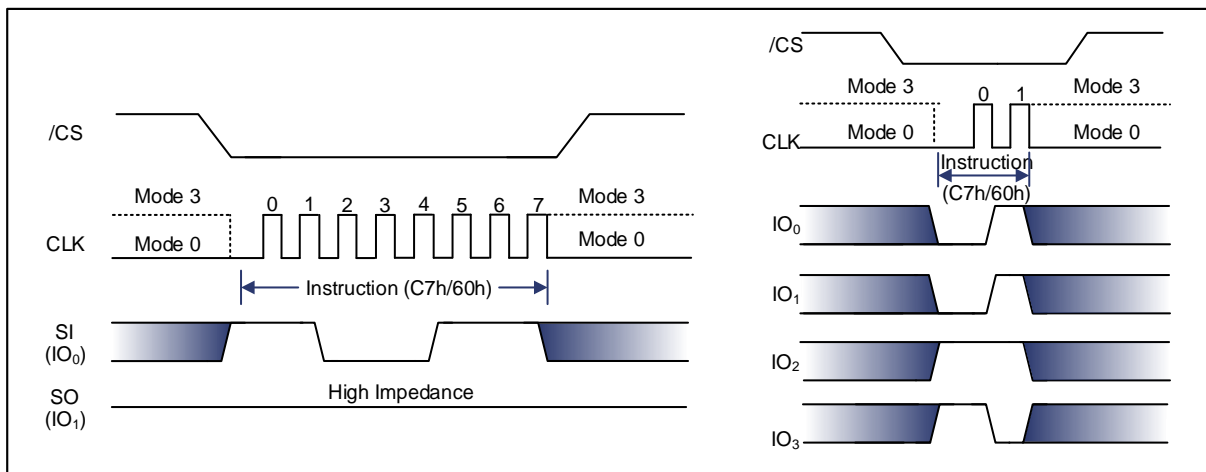 /CS
Mode 3
0 1 2 3 4 5 6 7
Mode 3
CLK
Mode 0
Mode 0
Instruction (C7h/60h)
SI
(IO₀)
High Impedance
SO
(IO₁)
/CS
Mode 3
0 1
Mode 3
CLK
Mode 0
Mode 0
Instruction
(C7h/60h)
IO₀
IO₁
IO₂
IO₃